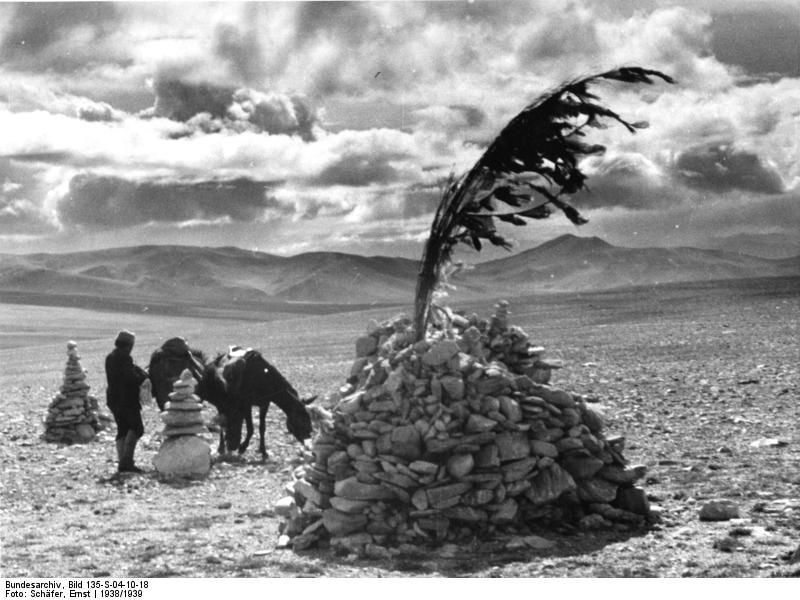 Bundesarchiv, Bild 135-S-04-10-18
Foto: Schäfer, Ernst | 1938/1939